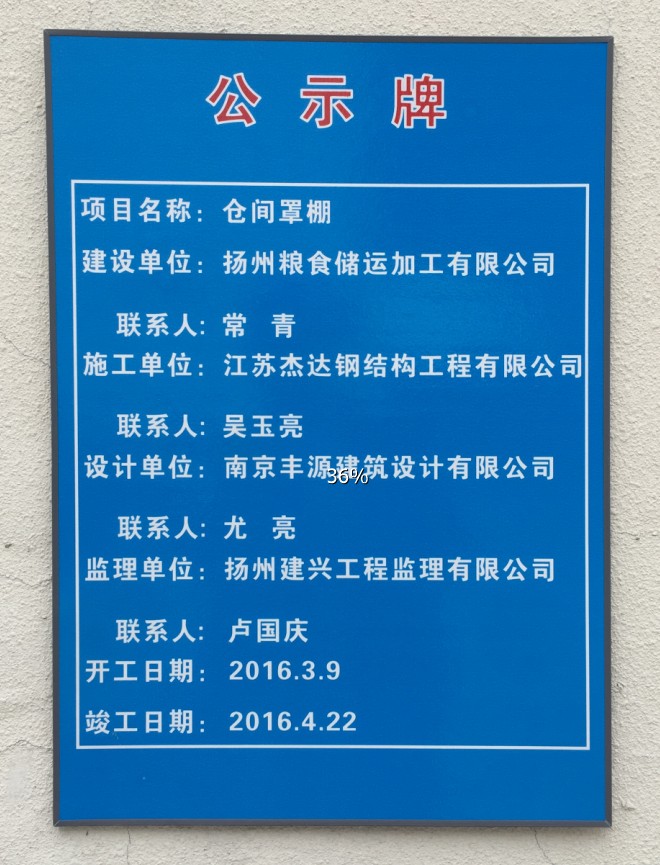 公示牌
项目名称：仓间罩棚
建设单位：扬州粮食储运加工有限公司
联系人：常 青
施工单位：江苏杰达钢结构工程有限公司
联系人：吴玉亮
设计单位：南京丰源建筑设计有限公司
36%
联系人：尤 亮
监理单位：扬州建兴工程监理有限公司
联系人：卢国庆
开工日期：2016.3.9
竣工日期：2016.4.22